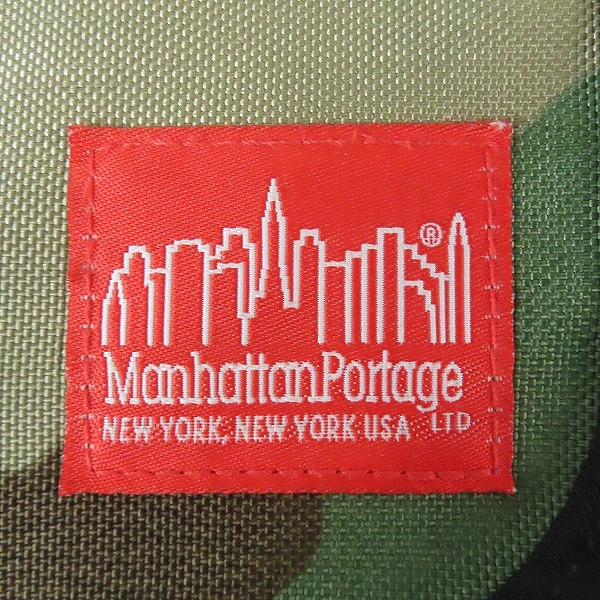 ®
ManhattanPortage
LTD
NEW YORK, NEW YORK USA